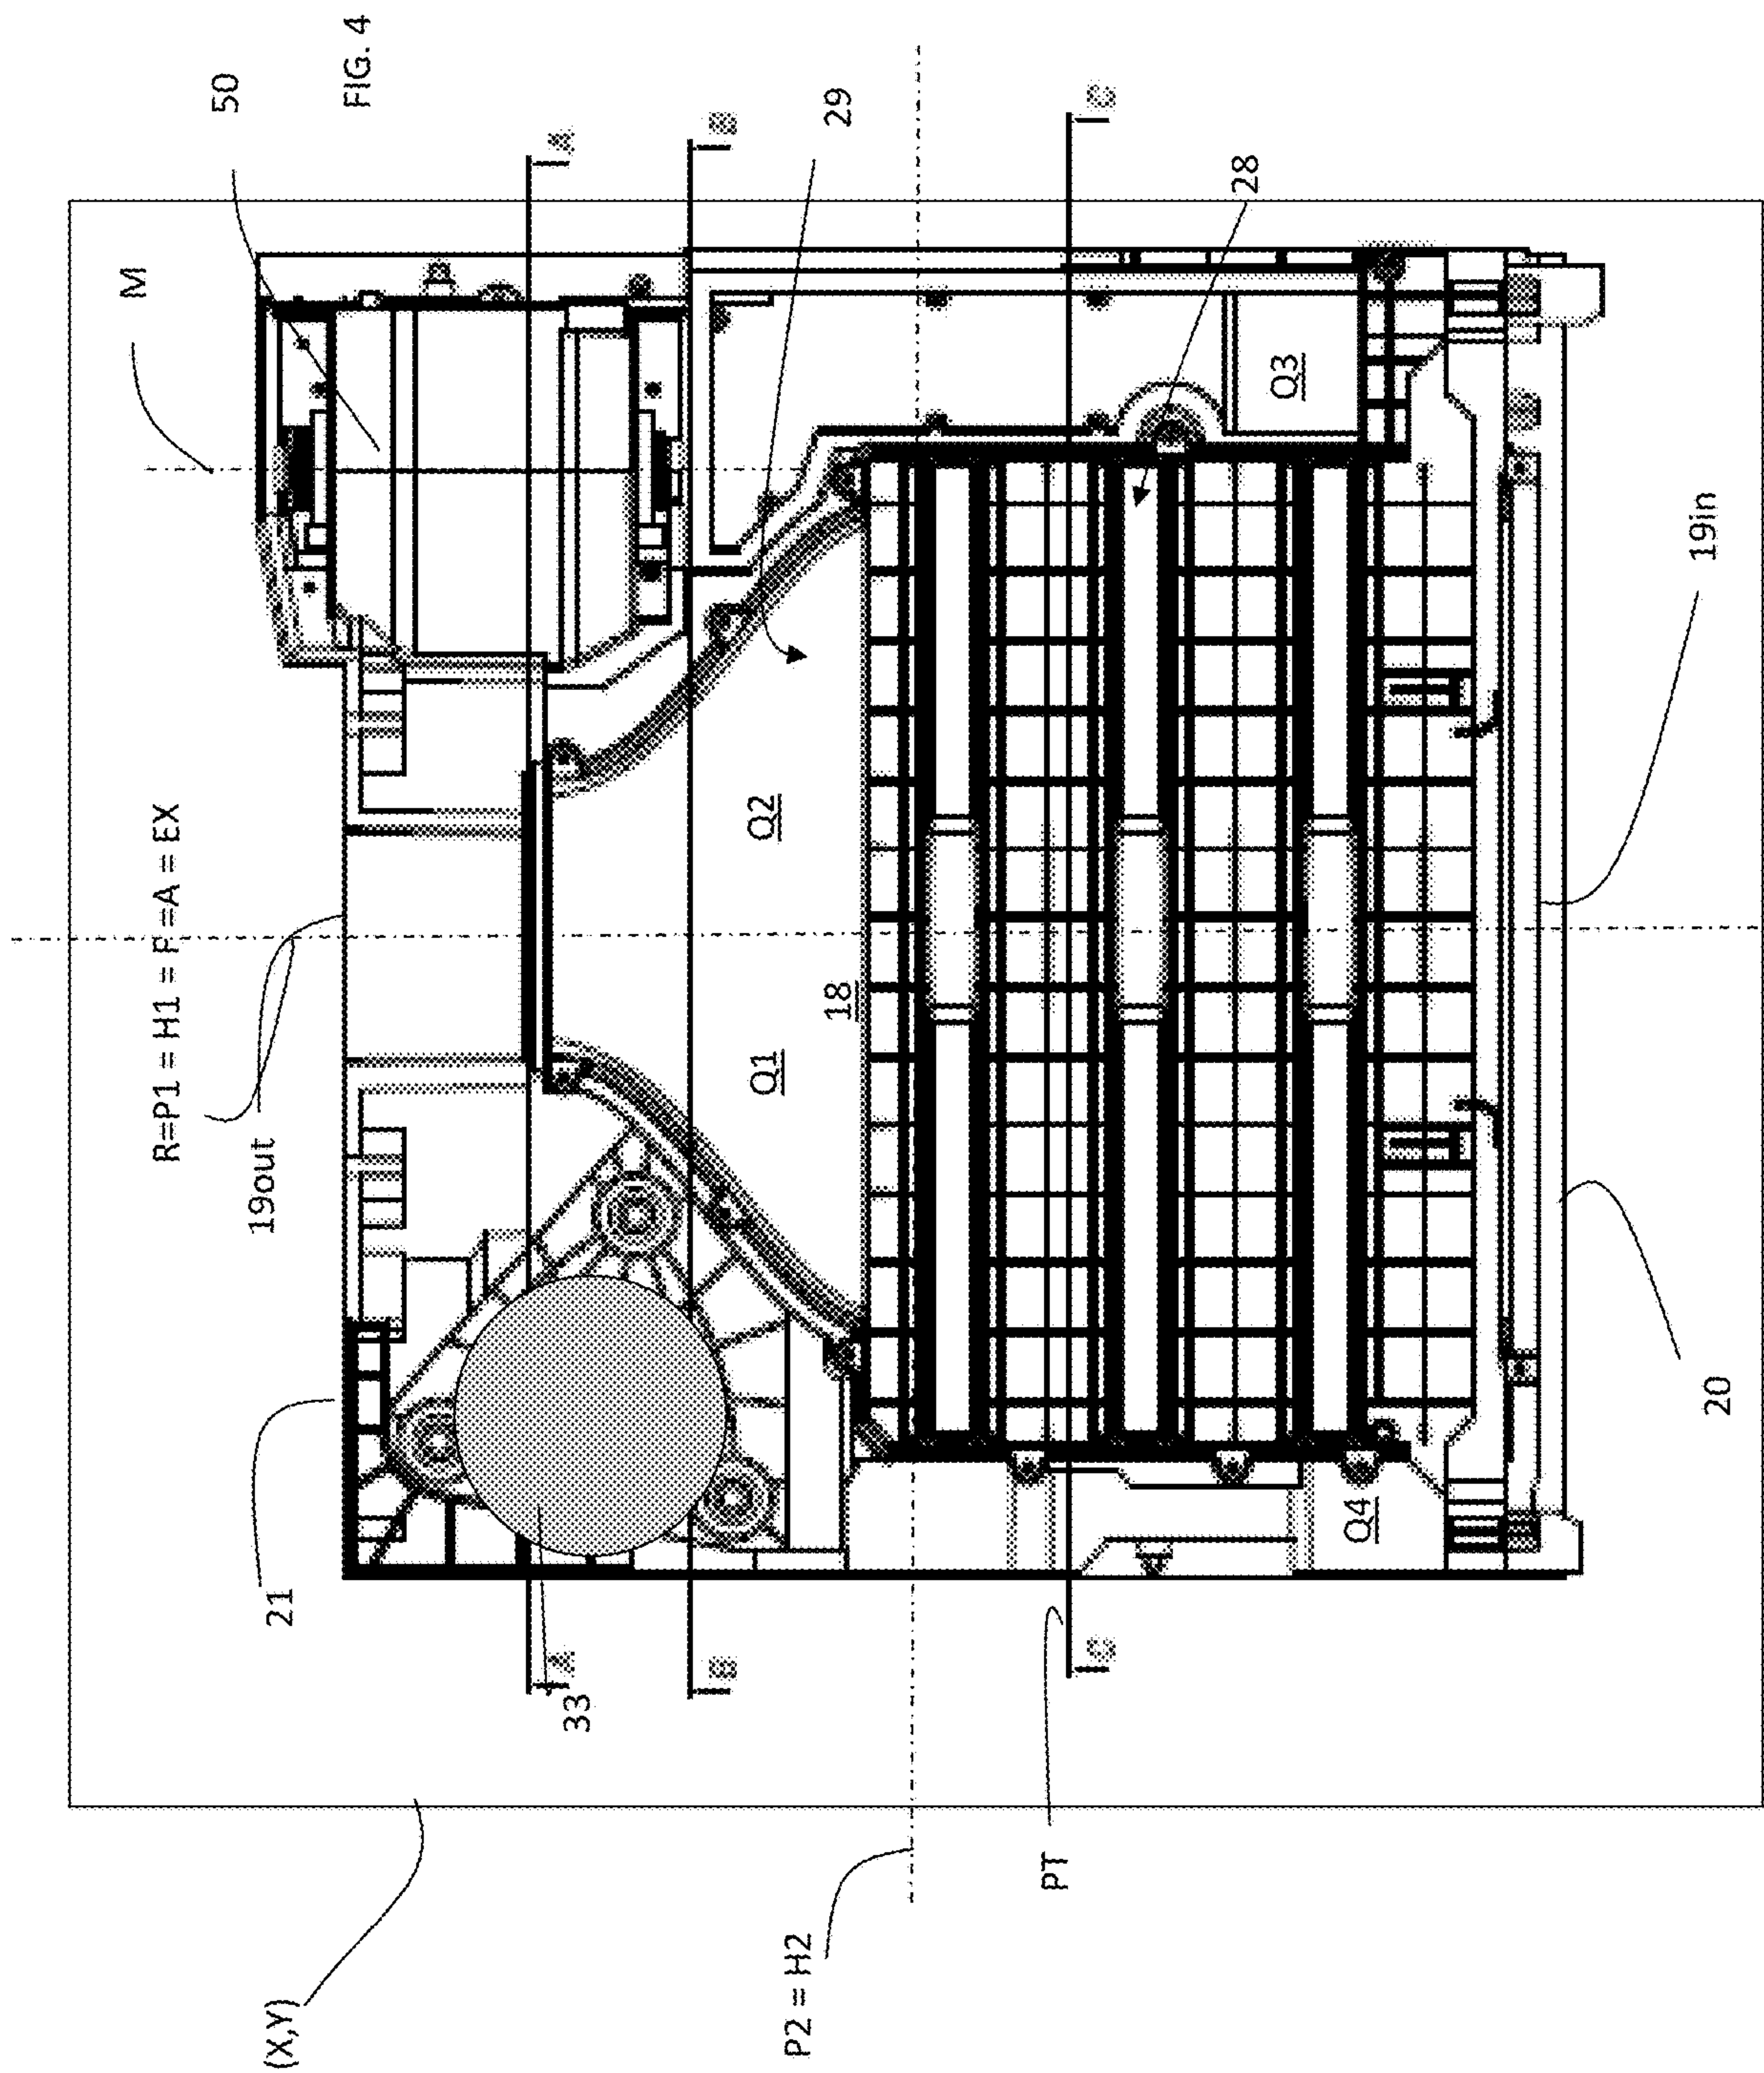 FIG. 4
50
M
R=P1 = H1 = P =A = EX
19out
21
A
A
B
B
C
C
29
28
Q1
Q2
Q3
Q4
18
33
(X,Y)
P2 = H2
PT
19in
20